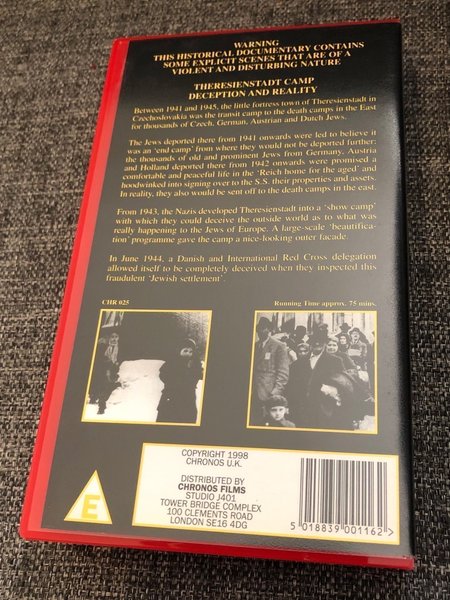 WARNING
THIS HISTORICAL DOCUMENTARY CONTAINS
SOME EXPLICIT SCENES THAT ARE OF A
VIOLENT AND DISTURBING NATURE
THERESIENSTADT CAMP
DECEPTION AND REALITY
Between 1941 and 1945, the little fortress town of Theresienstadt in
Czechoslovakia was the transit camp to the death camps in the East
for thousands of Czech, German, Austrian and Dutch Jews.
The Jews deported there from 1941 onwards were led to believe it
was an 'end camp' from where they would not be deported further:
the thousands of old and prominent Jews from Germany, Austria
and Holland deported there from 1942 onwards were promised a
comfortable and peaceful life in the 'Reich home for the aged' and
hoodwinked into signing over to the S.S. their properties and assets.
In reality, they also would be sent off to the death camps in the east.
From 1943, the Nazis developed Theresienstadt into a 'show camp'
with which they could deceive the outside world as to what was
really happening to the Jews of Europe. A large-scale 'beautifica-
tion' programme gave the camp a nice-looking outer facade.
In June 1944, a Danish and International Red Cross delegation
allowed itself to be completely deceived when they inspected this
fraudulent 'Jewish settlement'.
CHR 025
Running Time approx. 75 mins.
E
COPYRIGHT 1998
CHRONOS U.K.
DISTRIBUTED BY
CHRONOS FILMS
STUDIO J401
TOWER BRIDGE COMPLEX
100 CLEMENTS ROAD
LONDON SE16 4DG
5 018839 001162 >